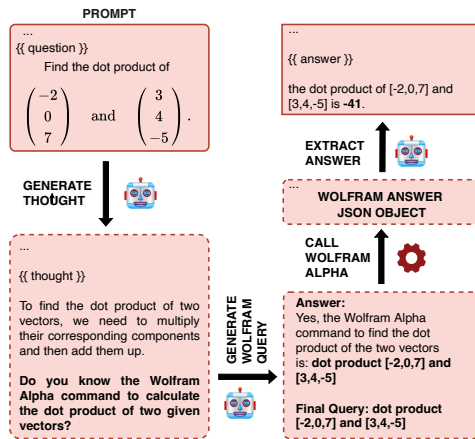 PROMPT
...
{{ question }}
Find the dot product of
(−2 0 7) and (3 4 −5).
GENERATE
THOUGHT
...
{{ thought }}
To find the dot product of two
vectors, we need to multiply
their corresponding components
and then add them up.
Do you know the Wolfram
Alpha command to calculate
the dot product of two given
vectors?
GENERATE
WOLFRAM
QUERY
Answer:
Yes, the Wolfram Alpha
command to find the dot
product of the two vectors
is: dot product [-2,0,7] and
[3,4,-5]
Final Query: dot product
[-2,0,7] and [3,4,-5]
CALL
WOLFRAM
ALPHA
...
WOLFRAM ANSWER
JSON OBJECT
EXTRACT
ANSWER
...
{{ answer }}
the dot product of [-2,0,7] and
[3,4,-5] is -41.